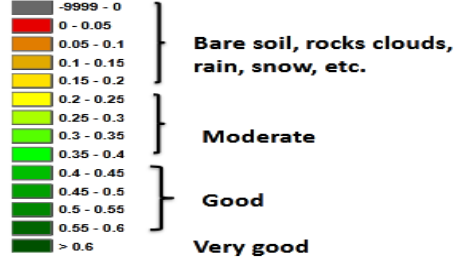 -9999 - 0
0 - 0.05
0.05 - 0.1
0.1 - 0.15
0.15 - 0.2
Bare soil, rocks clouds,
rain, snow, etc.
0.2 - 0.25
0.25 - 0.3
0.3 - 0.35
0.35 - 0.4
Moderate
0.4 - 0.45
0.45 - 0.5
0.5 - 0.55
0.55 - 0.6
Good
> 0.6
Very good